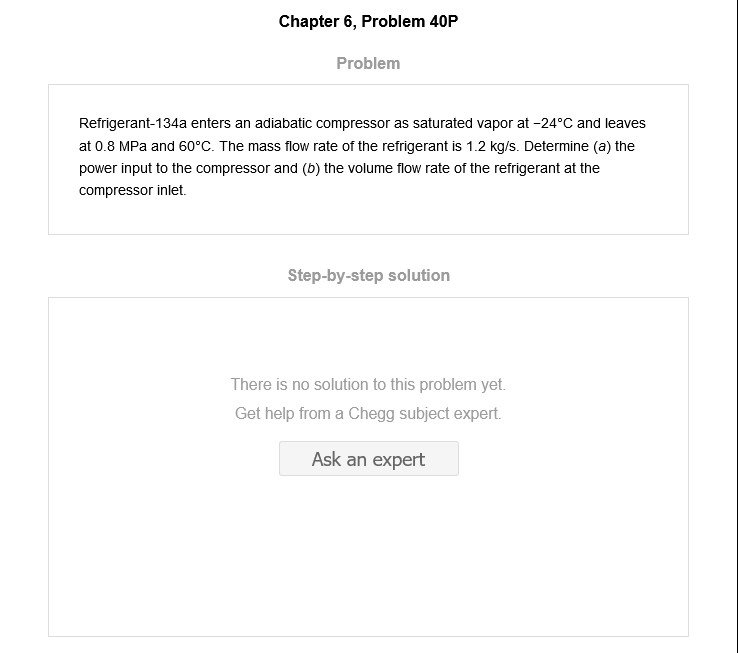 Chapter 6, Problem 40P
Problem
Refrigerant-134a enters an adiabatic compressor as saturated vapor at −24°C and leaves
at 0.8 MPa and 60°C. The mass flow rate of the refrigerant is 1.2 kg/s. Determine (a) the
power input to the compressor and (b) the volume flow rate of the refrigerant at the
compressor inlet.
Step-by-step solution
There is no solution to this problem yet.
Get help from a Chegg subject expert.
Ask an expert